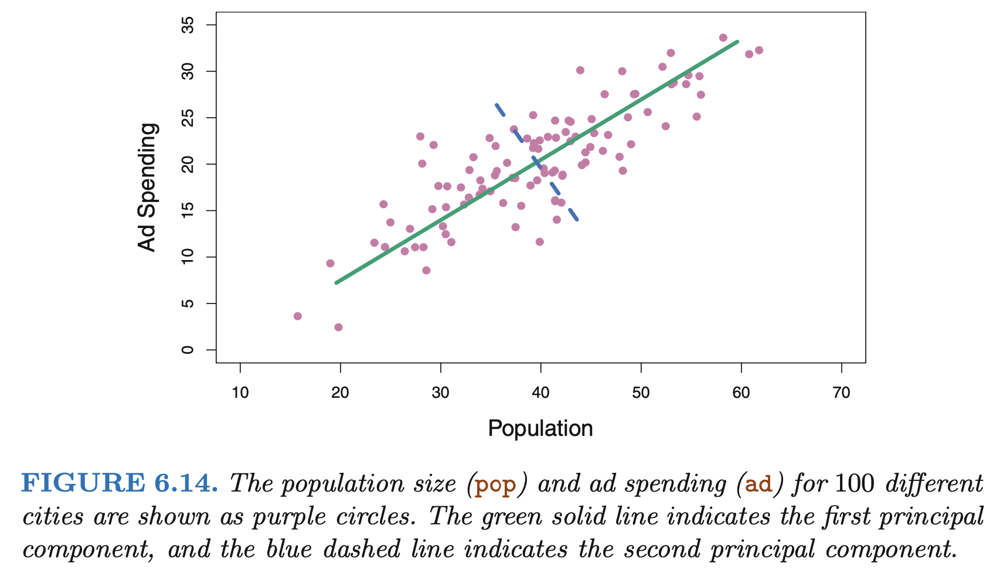 35
30
25
20
15
10
5
0
Ad Spending
10 20 30 40 50 60 70
Population
FIGURE 6.14. The population size (pop) and ad spending (ad) for 100 different
cities are shown as purple circles. The green solid line indicates the first principal
component, and the blue dashed line indicates the second principal component.